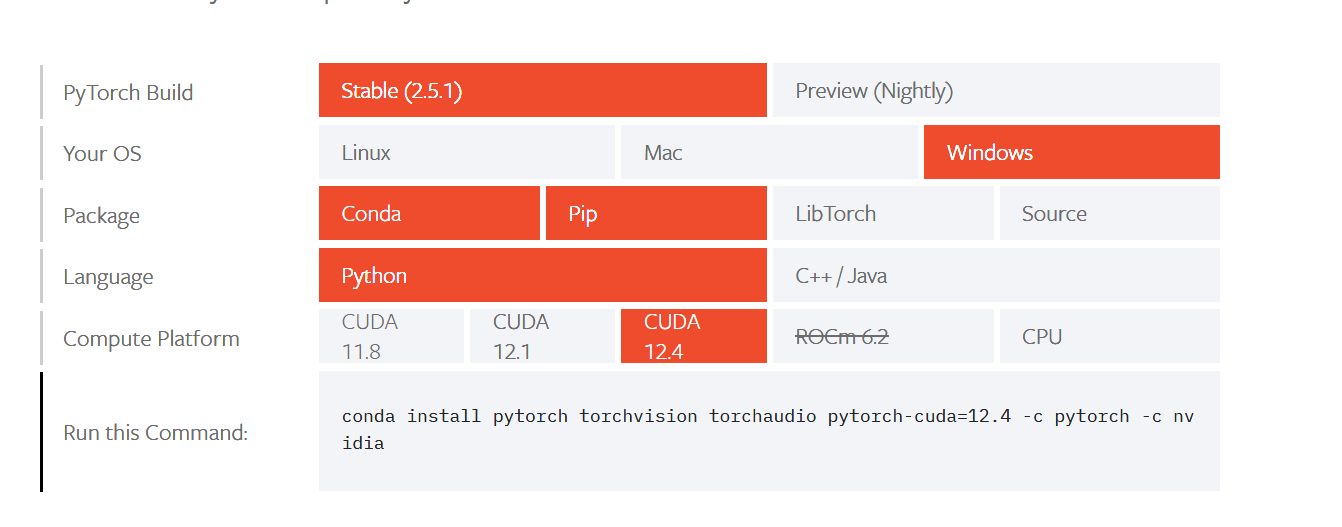 PyTorch Build
Stable (2.5.1)
Preview (Nightly)
Your OS
Linux
Mac
Windows
Package
Conda
Pip
LibTorch
Source
Language
Python
C++ / Java
Compute Platform
CUDA
11.8
CUDA
12.1
CUDA
12.4
ROCm 6.2
CPU
Run this Command:
conda install pytorch torchvision torchaudio pytorch-cuda=12.4 -c pytorch -c nv
idia